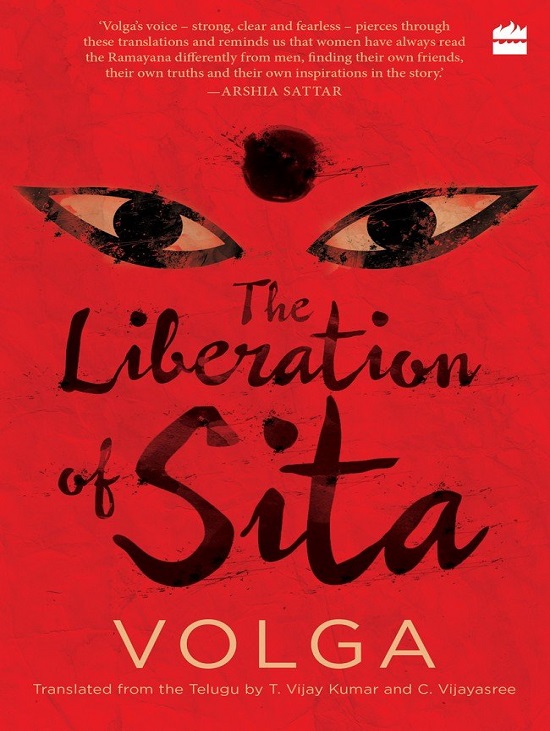 ‘Volga’s voice – strong, clear and fearless – pierces through
these translations and reminds us that women have always read
the Ramayana differently from men, finding their own friends,
their own truths and their own inspirations in the story.’
—ARSHIA SATTAR
The
Liberation
of
Sita
VOLGA
Translated from the Telugu by T. Vijay Kumar and C. Vijayasree